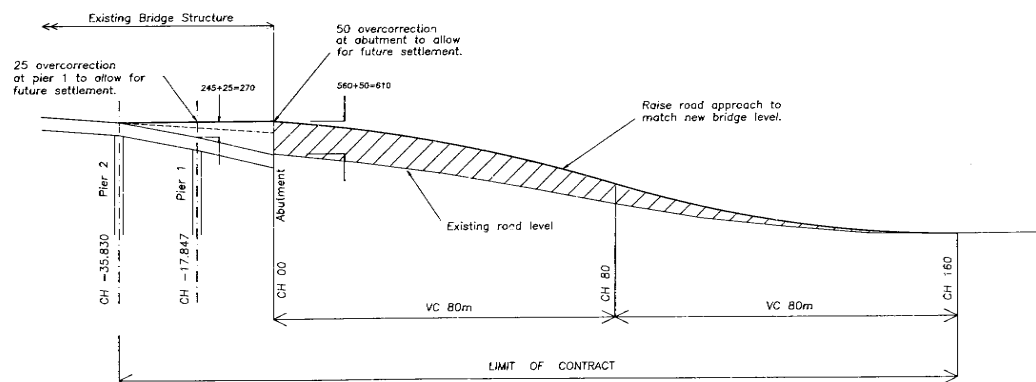 Existing Bridge Structure
50 overcorrection
at abutment to allow
for future settlement.
25 overcorrection
at pier 1 to allow for
future settlement.
245+25=270
560+50=610
Raise road approach to
match new bridge level.
Pier 2
Pier 1
Abutment
Existing road level
CH -35.830
CH -17.847
CH 00
CH 80
CH 160
VC 80m
VC 80m
LIMIT OF CONTRACT